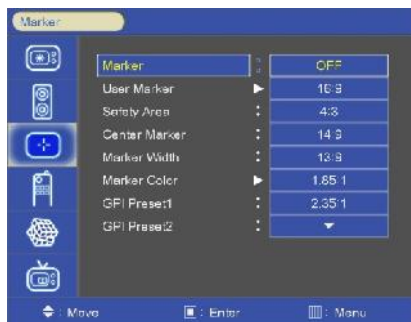 Marker
Marker : OFF
User Marker ▶ 16:9
Safety Area : 4:3
Center Marker : 14:9
Marker Width : 13:9
Marker Color ▶ 1.85:1
GPI Preset1 : 2.35:1
GPI Preset2 :
: Move : Enter : Menu